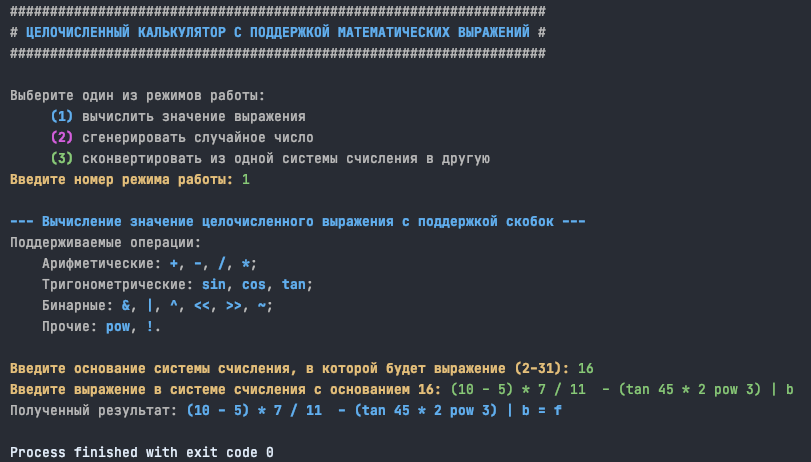 ###################################################################
# ЦЕЛОЧИСЛЕННЫЙ КАЛЬКУЛЯТОР С ПОДДЕРЖКОЙ МАТЕМАТИЧЕСКИХ ВЫРАЖЕНИЙ #
###################################################################
Выберите один из режимов работы:
(1) вычислить значение выражения
(2) сгенерировать случайное число
(3) сконвертировать из одной системы счисления в другую
Введите номер режима работы: 1
--- Вычисление значение целочисленного выражения с поддержкой скобок ---
Поддерживаемые операции:
Арифметические: +, -, /, *;
Тригонометрические: sin, cos, tan;
Бинарные: &, |, ^, <<, >>, ~;
Прочие: pow, !.
Введите основание системы счисления, в которой будет выражение (2-31): 16
Введите выражение в системе счисления с основанием 16: (10 - 5) * 7 / 11  - (tan 45 * 2 pow 3) | b
Полученный результат: (10 - 5) * 7 / 11  - (tan 45 * 2 pow 3) | b = f
Process finished with exit code 0